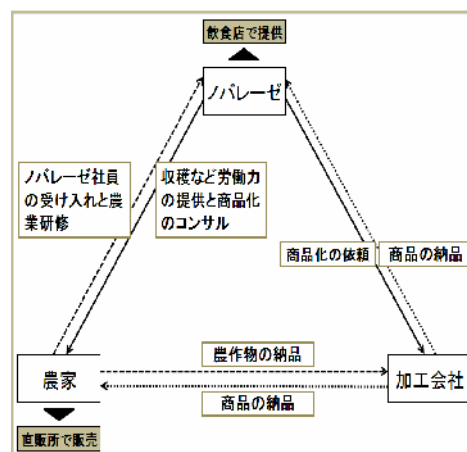 飲食店で提供
ノバレーゼ
ノバレーゼ社員
の受け入れと農
業研修
収穫など労働力
の提供と商品化
のコンサル
商品化の依頼
商品の納品
農作物の納品
農家
加工会社
商品の納品
直販所で販売